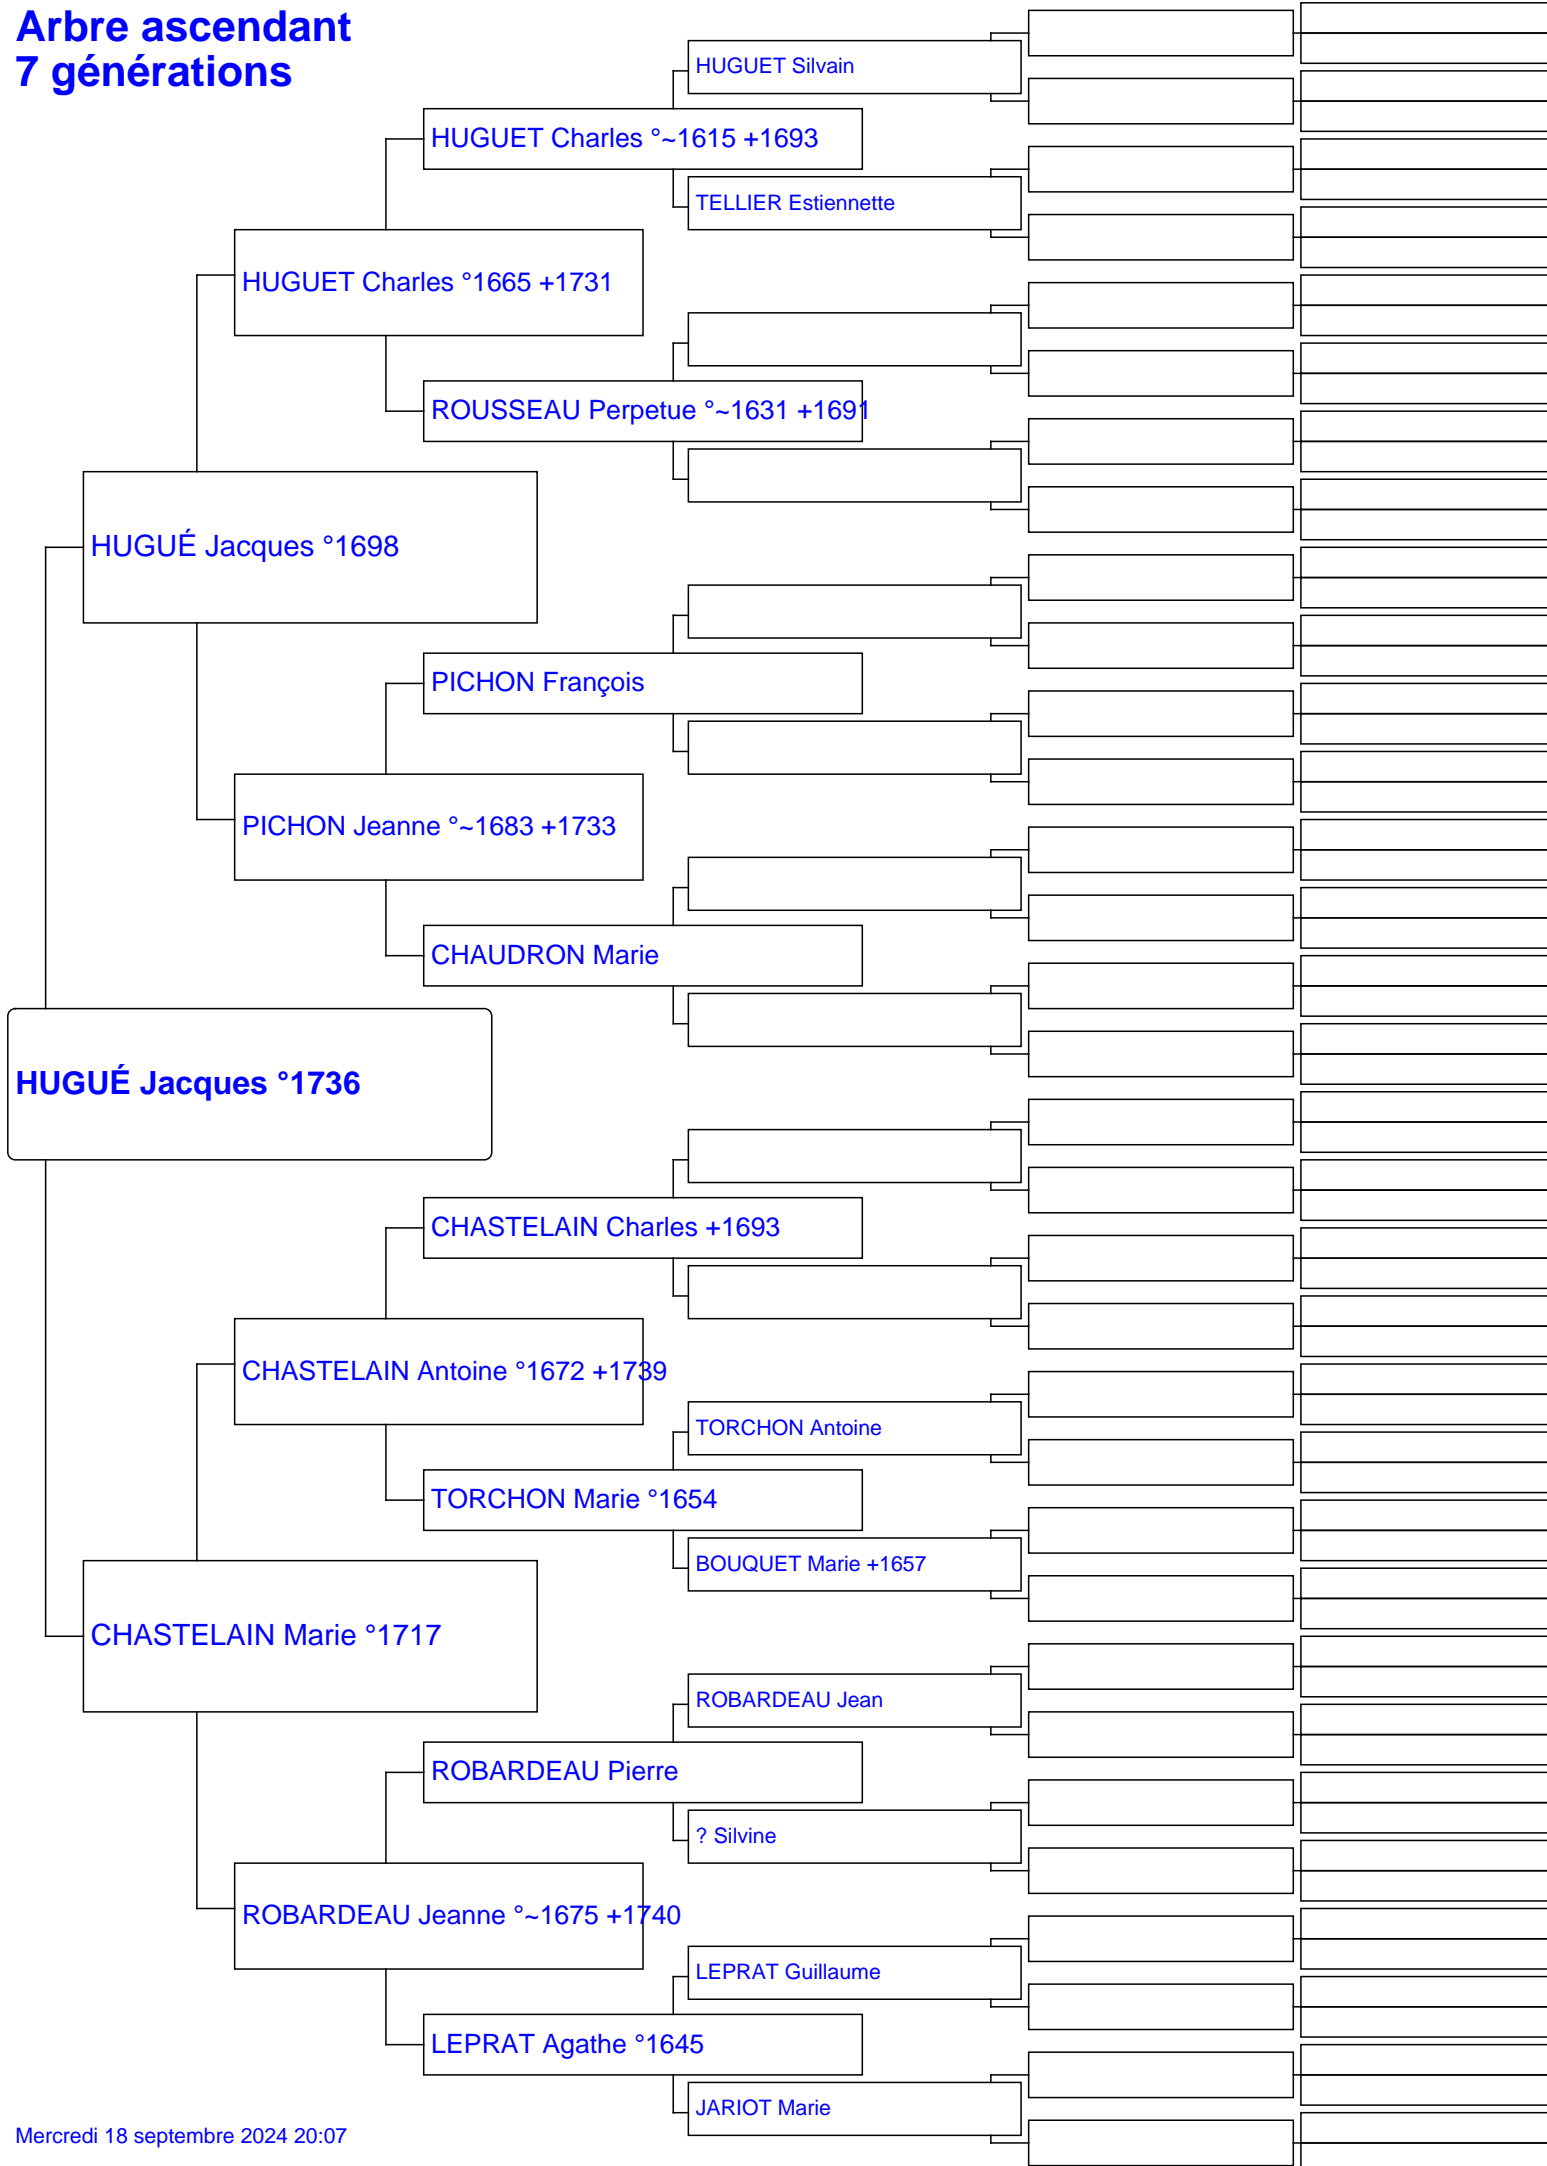 Arbre ascendant
7 générations
HUGUET Silvain
HUGUET Charles °~1615 +1693
TELLIER Estiennette
HUGUET Charles °1665 +1731
ROUSSEAU Perpetue °~1631 +1691
HUGUÉ Jacques °1698
PICHON François
PICHON Jeanne °~1683 +1733
CHAUDRON Marie
HUGUÉ Jacques °1736
CHASTELAIN Charles +1693
CHASTELAIN Antoine °1672 +1739
TORCHON Antoine
TORCHON Marie °1654
BOUQUET Marie +1657
CHASTELAIN Marie °1717
ROBARDEAU Jean
ROBARDEAU Pierre
? Silvine
ROBARDEAU Jeanne °~1675 +1740
LEPRAT Guillaume
LEPRAT Agathe °1645
JARIOT Marie
Mercredi 18 septembre 2024 20:07